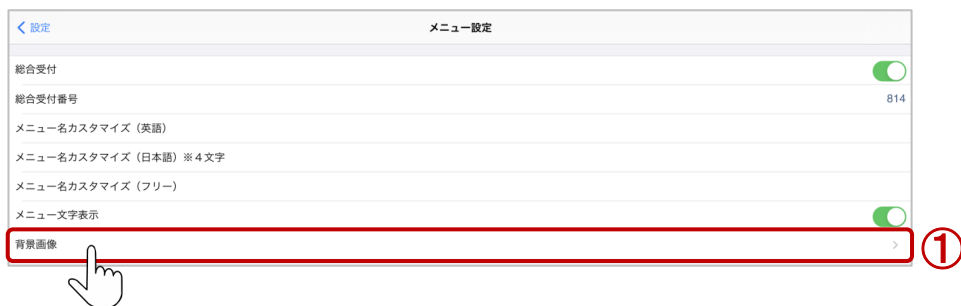 設定
メニュー設定
総合受付
総合受付番号 814
メニュー名カスタマイズ（英語）
メニュー名カスタマイズ（日本語）※４文字
メニュー名カスタマイズ（フリー）
メニュー文字表示
背景画像
①